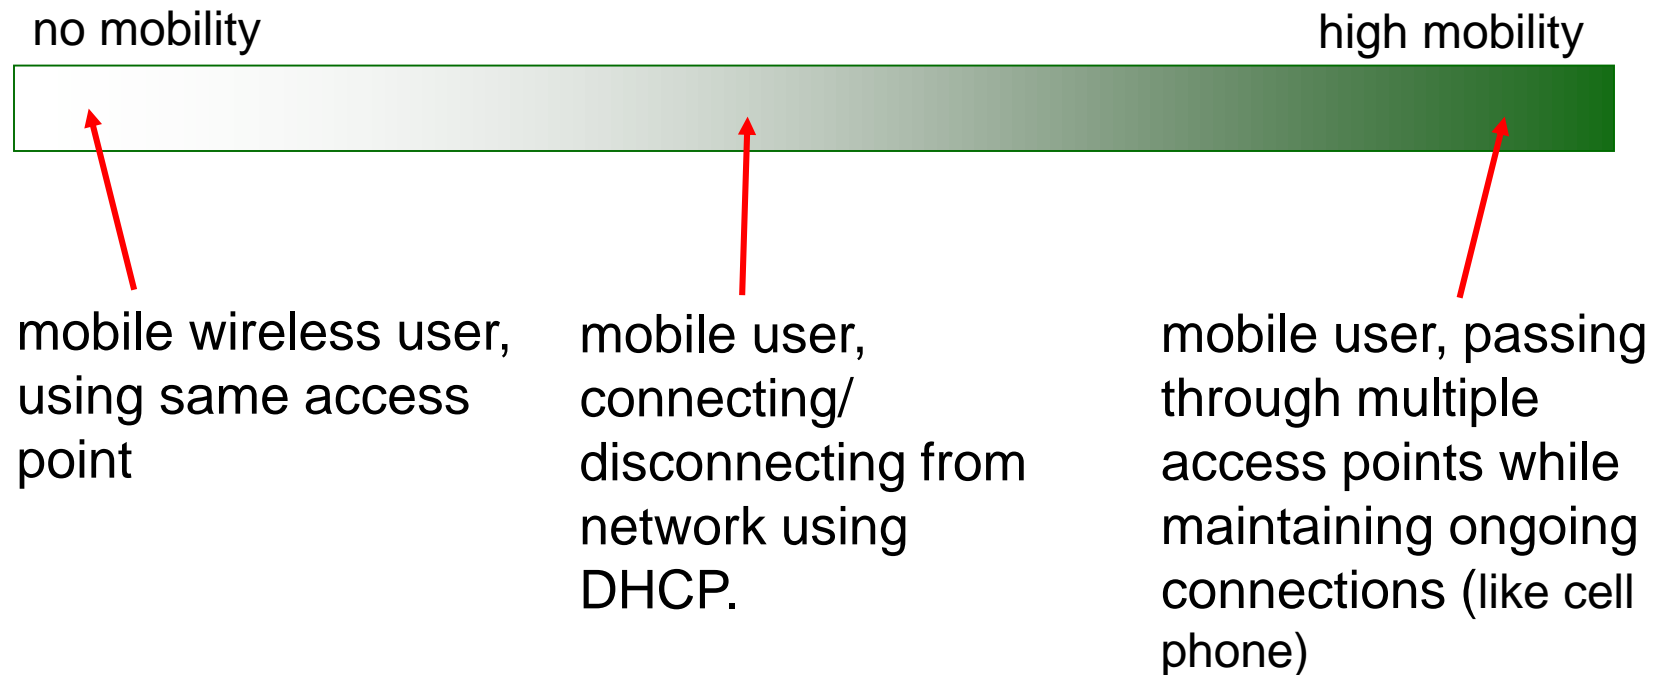 no mobility
high mobility
mobile wireless user,
using same access
point
mobile user,
connecting/
disconnecting from
network using
DHCP.
mobile user, passing
through multiple
access points while
maintaining ongoing
connections (like cell
phone)